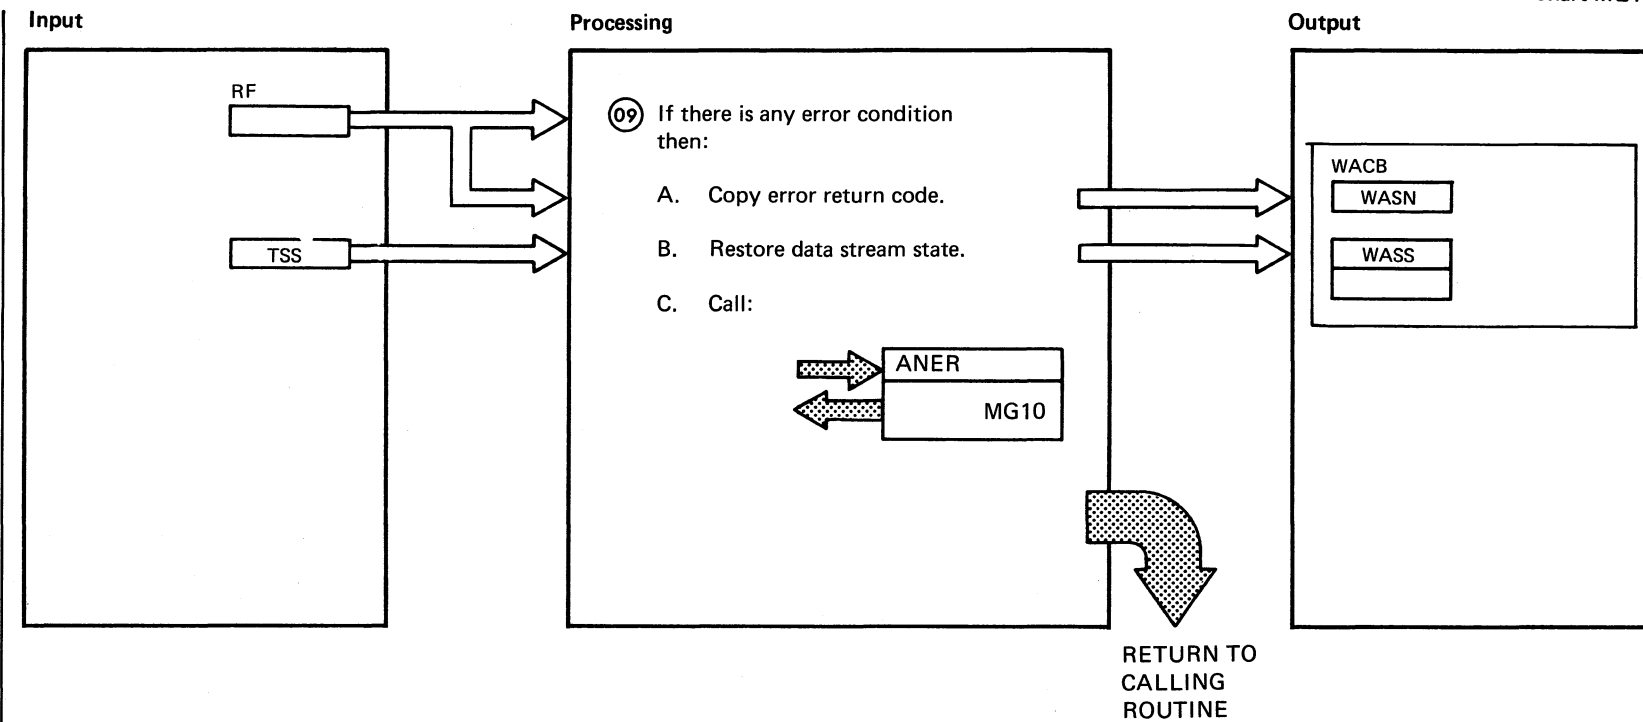 Input
Processing
Output
RF
TSS
09 If there is any error condition
then:
A. Copy error return code.
B. Restore data stream state.
C. Call:
ANER
MG10
WACB
WASN
WASS
RETURN TO
CALLING
ROUTINE